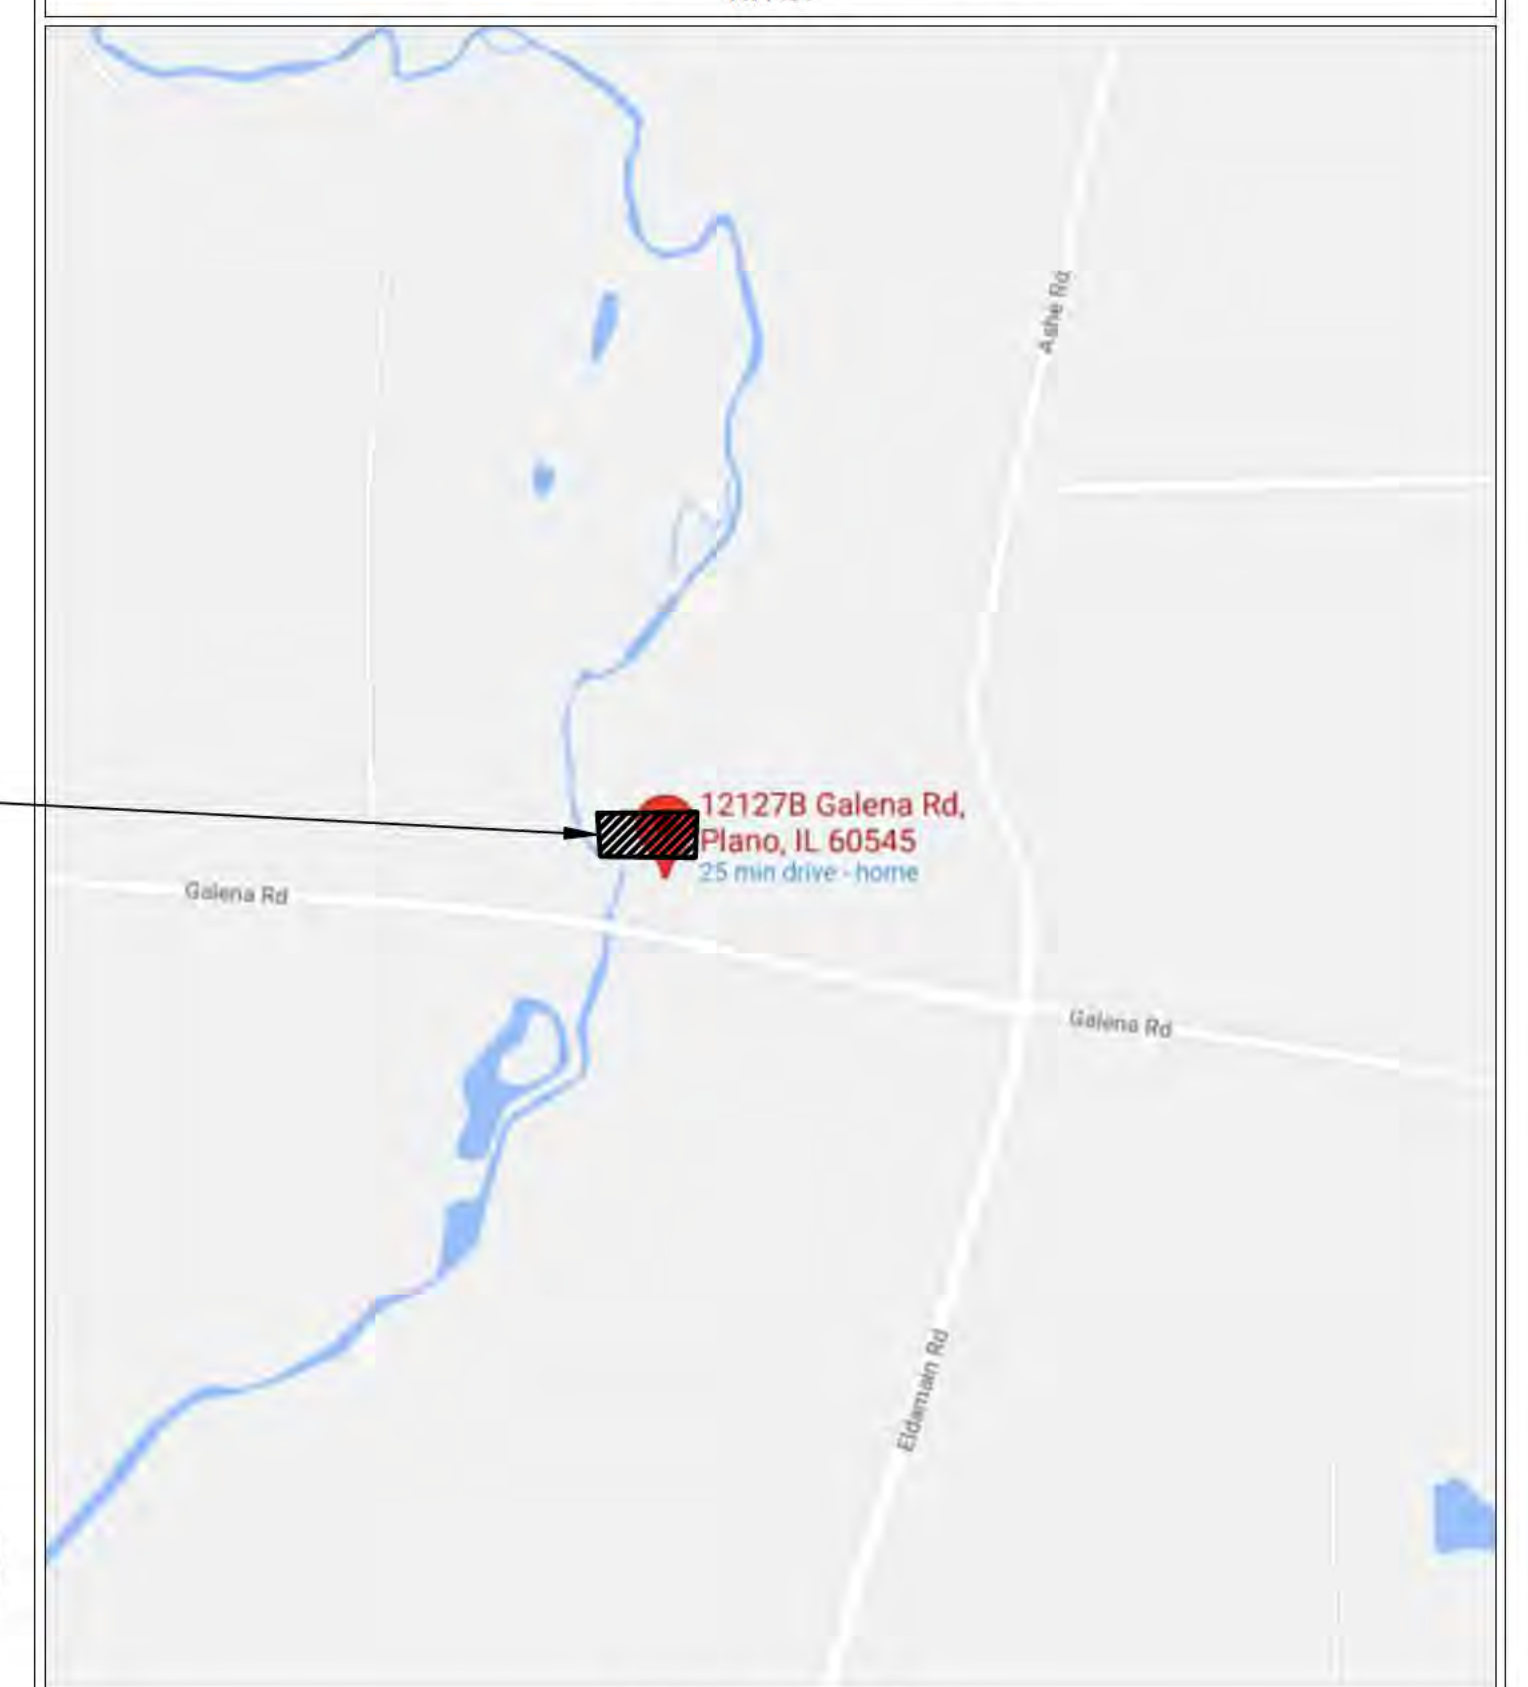 Ashe Rd
12127B Galena Rd,
Plano, IL 60545
25 min drive - home
Galena Rd
Galena Rd
Eldamain Rd